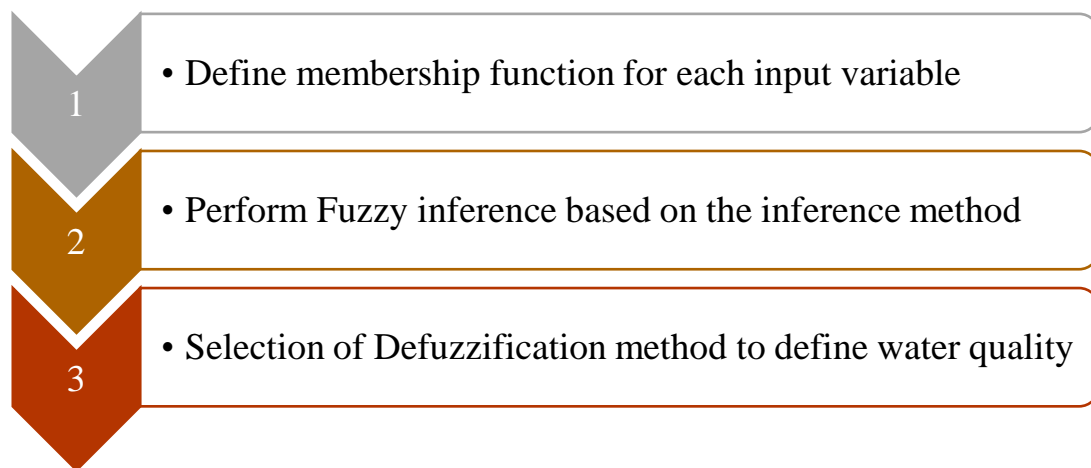 1
• Define membership function for each input variable
2
• Perform Fuzzy inference based on the inference method
3
• Selection of Defuzzification method to define water quality